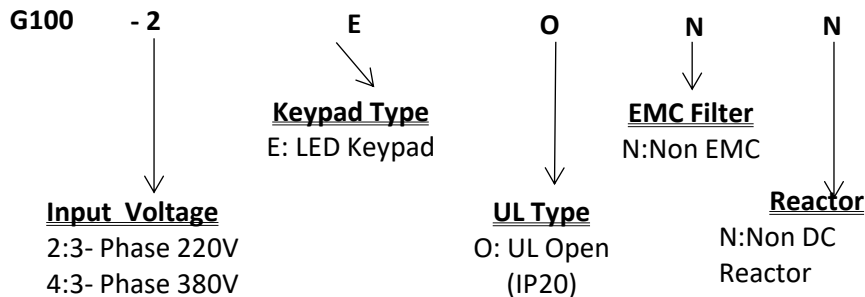 G100 - 2 E O N N
Keypad Type
E: LED Keypad
EMC Filter
N:Non EMC
Input Voltage
2:3- Phase 220V
4:3- Phase 380V
UL Type
O: UL Open
(IP20)
Reactor
N:Non DC
Reactor